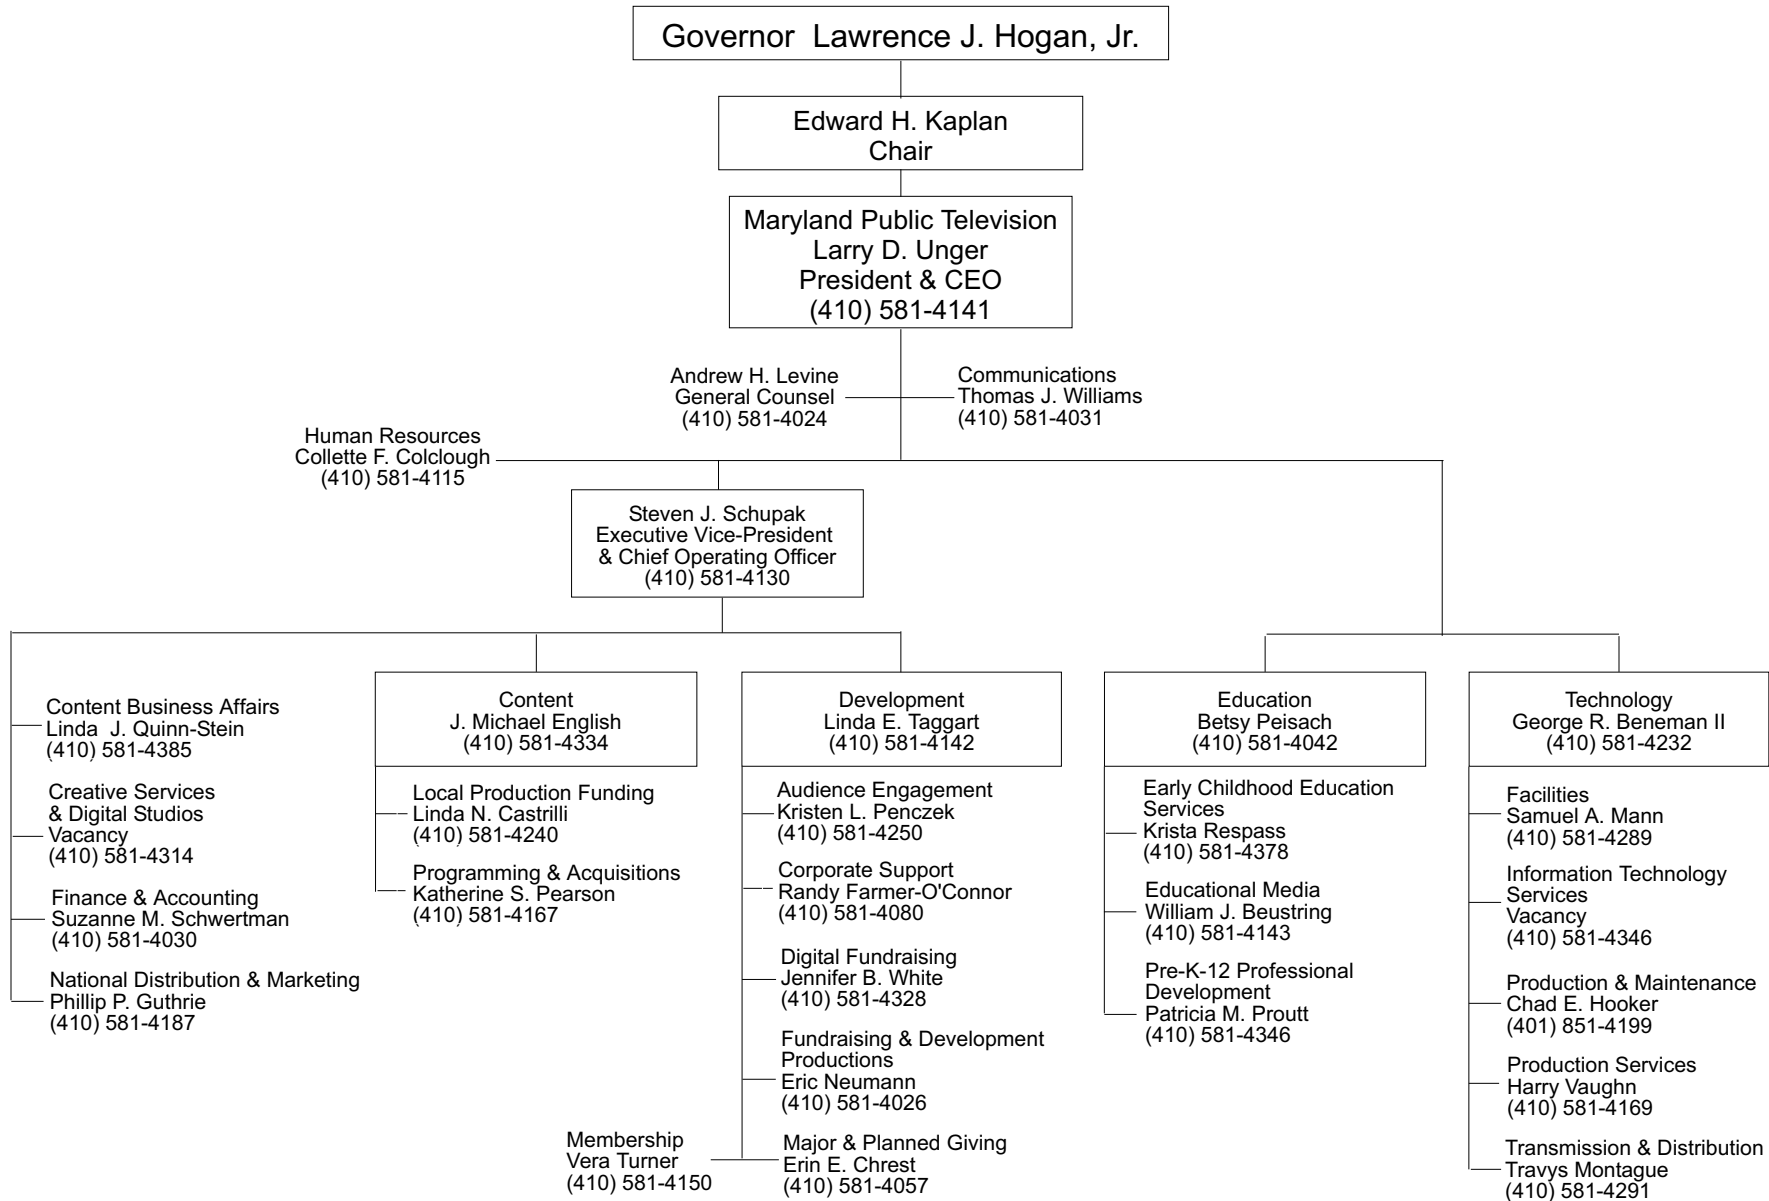 Governor Lawrence J. Hogan, Jr.
Edward H. Kaplan
Chair
Maryland Public Television
Larry D. Unger
President & CEO
(410) 581-4141
Andrew H. Levine
General Counsel
(410) 581-4024
Communications
Thomas J. Williams
(410) 581-4031
Human Resources
Collette F. Colclough
(410) 581-4115
Steven J. Schupak
Executive Vice-President
& Chief Operating Officer
(410) 581-4130
Content Business Affairs
Linda J. Quinn-Stein
(410) 581-4385
Creative Services
& Digital Studios
Vacancy
(410) 581-4314
Finance & Accounting
Suzanne M. Schwertman
(410) 581-4030
National Distribution & Marketing
Phillip P. Guthrie
(410) 581-4187
Content
J. Michael English
(410) 581-4334
Local Production Funding
Linda N. Castrilli
(410) 581-4240
Programming & Acquisitions
Katherine S. Pearson
(410) 581-4167
Development
Linda E. Taggart
(410) 581-4142
Audience Engagement
Kristen L. Penczek
(410) 581-4250
Corporate Support
Randy Farmer-O'Connor
(410) 581-4080
Digital Fundraising
Jennifer B. White
(410) 581-4328
Fundraising & Development
Productions
Eric Neumann
(410) 581-4026
Membership
Vera Turner
(410) 581-4150
Major & Planned Giving
Erin E. Chrest
(410) 581-4057
Education
Betsy Peisach
(410) 581-4042
Early Childhood Education
Services
Krista Respass
(410) 581-4378
Educational Media
William J. Beustring
(410) 581-4143
Pre-K-12 Professional
Development
Patricia M. Proutt
(410) 581-4346
Technology
George R. Beneman II
(410) 581-4232
Facilities
Samuel A. Mann
(410) 581-4289
Information Technology
Services
Vacancy
(410) 581-4346
Production & Maintenance
Chad E. Hooker
(401) 851-4199
Production Services
Harry Vaughn
(410) 581-4169
Transmission & Distribution
Travys Montague
(410) 581-4291